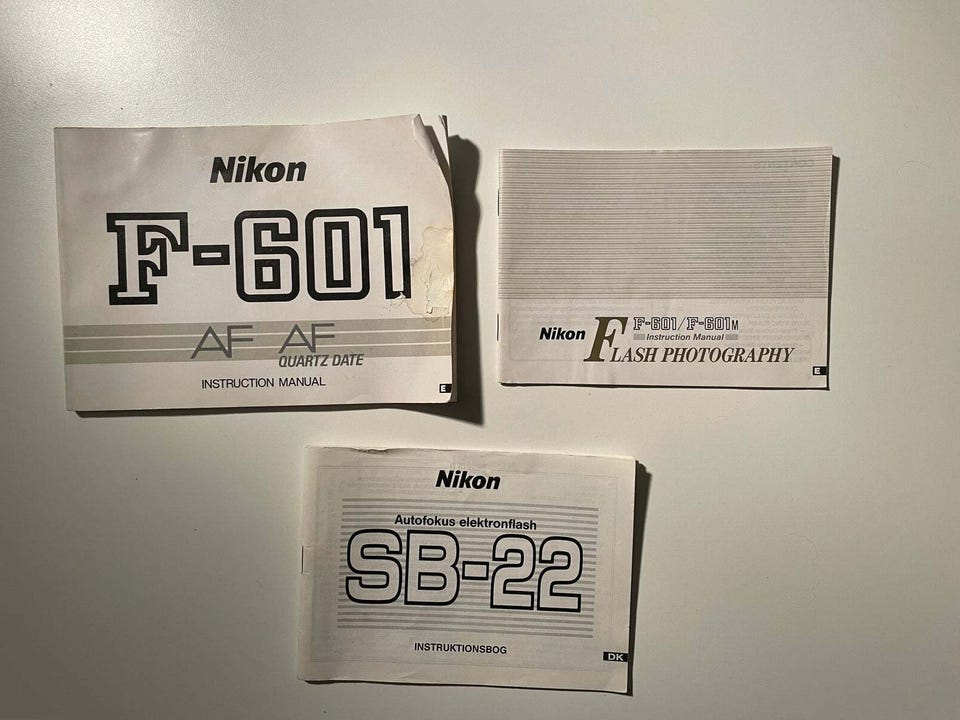 Nikon
F-601
AF AF
QUARTZ DATE
INSTRUCTION MANUAL
E
CONTENTS
Nikon
F-601/F-601M
Instruction Manual
FLASH PHOTOGRAPHY
E
Nikon
Autofokus elektronflash
SB-22
INSTRUKTIONSBOG
DK